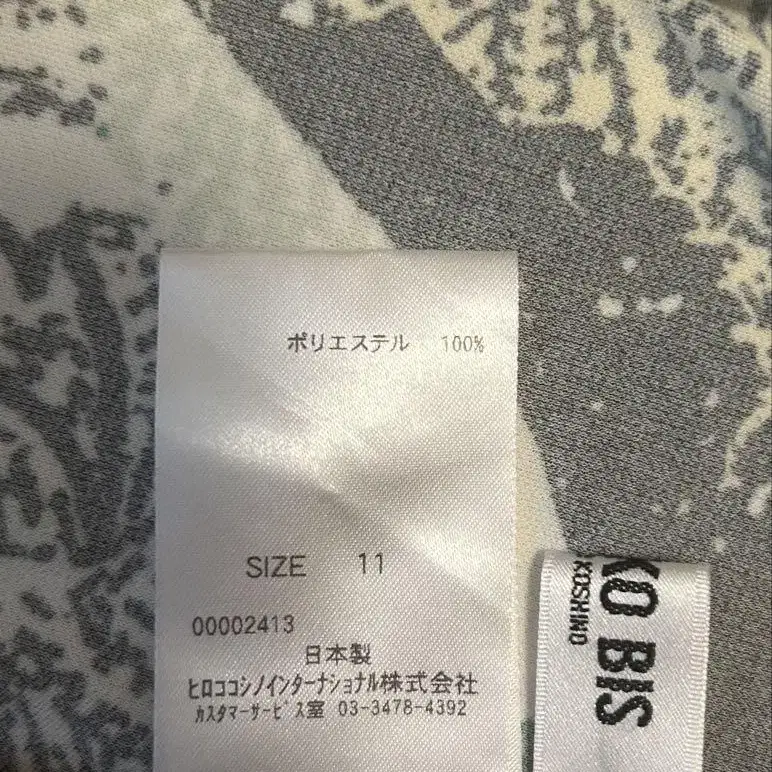 ポリエステル 100%
SIZE 11
00002413
日本製
ヒロココシノインターナショナル株式会社
カスタマーサービス室 03-3478-4392
KO BIS
KOSHINO